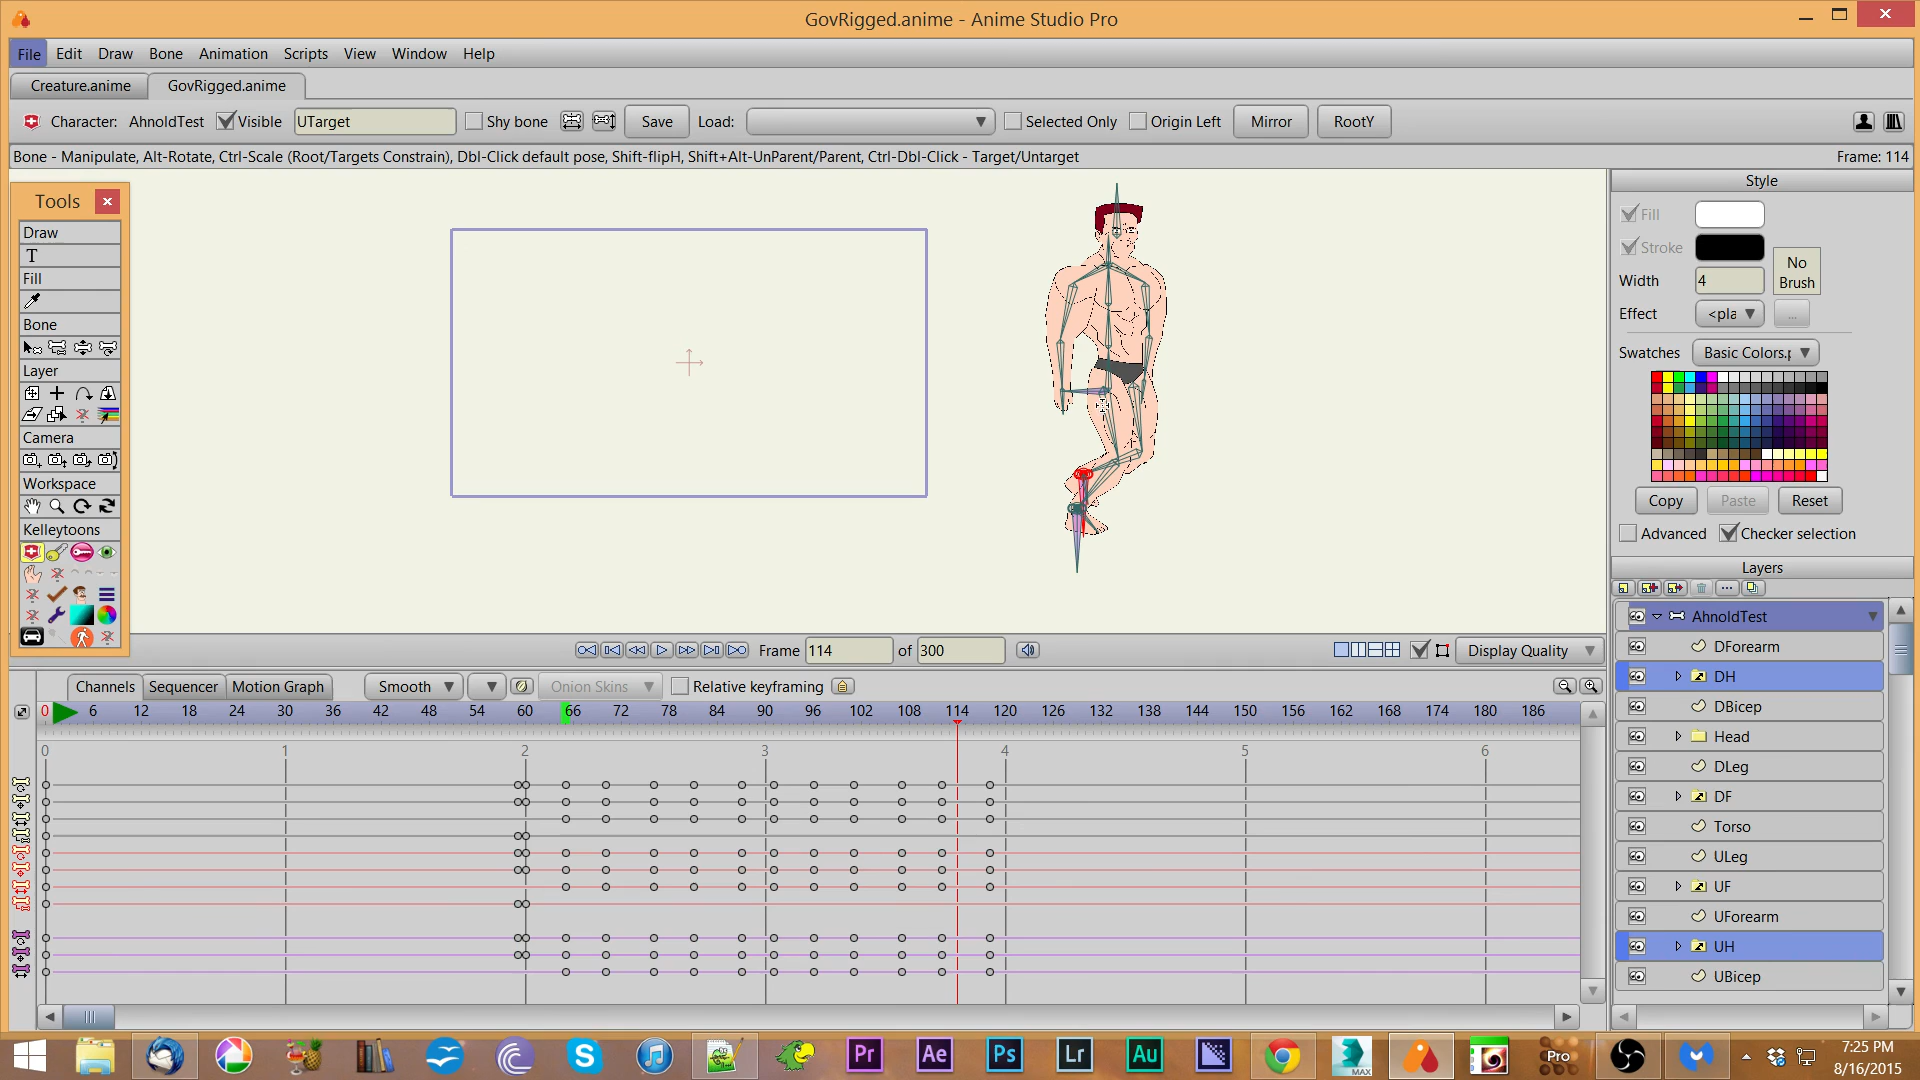 GovRigged.anime - Anime Studio Pro
File Edit Draw Bone Animation Scripts View Window Help
Creature.anime GovRigged.anime
Character: AhnoldTest Visible UTarget Shy bone Save Load: Selected Only Origin Left Mirror RootY
Bone - Manipulate, Alt-Rotate, Ctrl-Scale (Root/Targets Constrain), Dbl-Click default pose, Shift-flipH, Shift+Alt-UnParent/Parent, Ctrl-Dbl-Click - Target/Untarget Frame: 114
Tools
Draw
T
Fill
Bone
Layer
Camera
Workspace
Kelleytoons
Style
Fill
Stroke
No
Brush
Width 4
Effect <pla ...
Swatches Basic Colors.p
Copy Paste Reset
Advanced Checker selection
Layers
AhnoldTest
DForearm
DH
DBicep
Head
DLeg
DF
Torso
ULeg
UF
UForearm
UH
UBicep
Frame 114 of 300 Display Quality
Channels Sequencer Motion Graph Smooth Onion Skins Relative keyframing
0 6 12 18 24 30 36 42 48 54 60 66 72 78 84 90 96 102 108 114 120 126 132 138 144 150 156 162 168 174 180 186
0 1 2 3 4 5 6
S Pr Ae Ps Lr Au MAX Pro
7:25 PM
8/16/2015